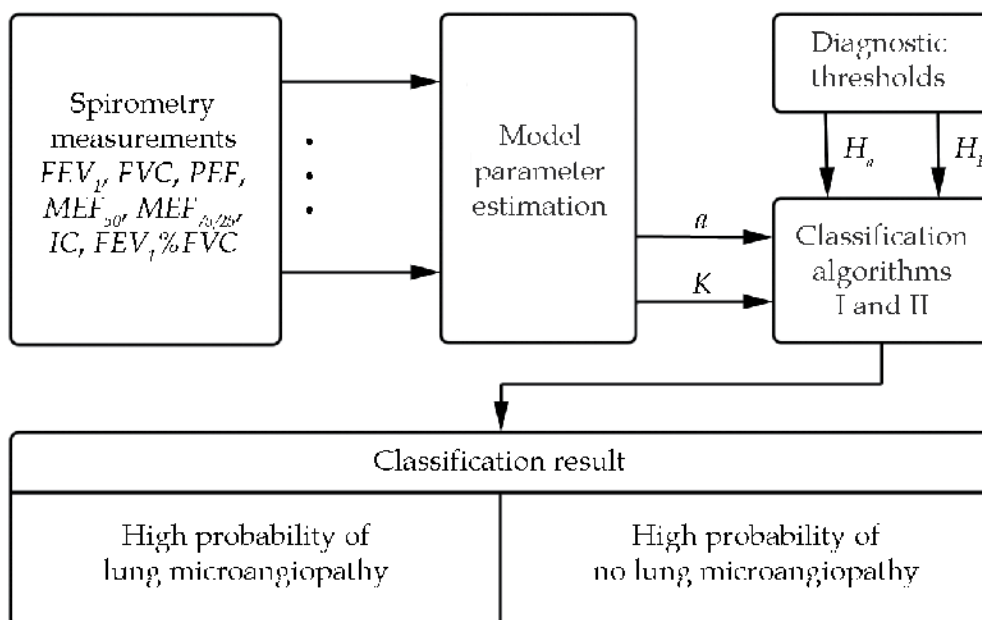 Spirometry
measurements
FEV₁, FVC, PEF,
MEF₅₀, MEF₇₅/₂₅,
IC, FEV₁%FVC
Model
parameter
estimation
Diagnostic
thresholds
Hₐ
a
K
Classification
algorithms
I and II
Classification result
High probability of
lung microangiopathy
High probability of
no lung microangiopathy